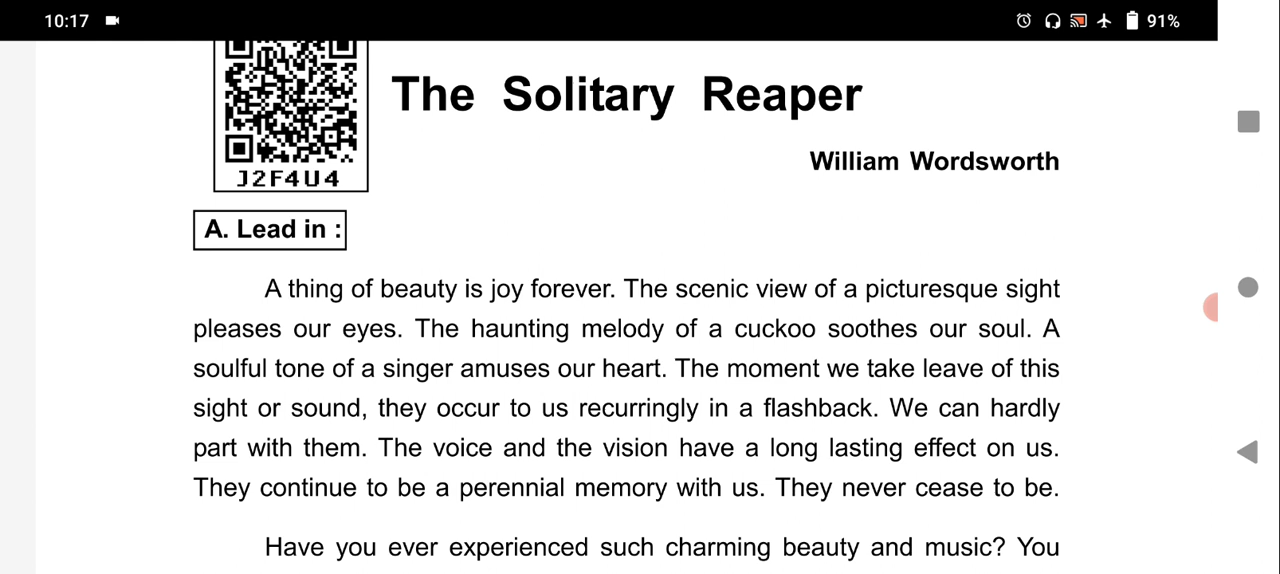 10:17
91%
The Solitary Reaper
J2F4U4
William Wordsworth
A. Lead in :
A thing of beauty is joy forever. The scenic view of a picturesque sight
pleases our eyes. The haunting melody of a cuckoo soothes our soul. A
soulful tone of a singer amuses our heart. The moment we take leave of this
sight or sound, they occur to us recurringly in a flashback. We can hardly
part with them. The voice and the vision have a long lasting effect on us.
They continue to be a perennial memory with us. They never cease to be.
Have you ever experienced such charming beauty and music? You